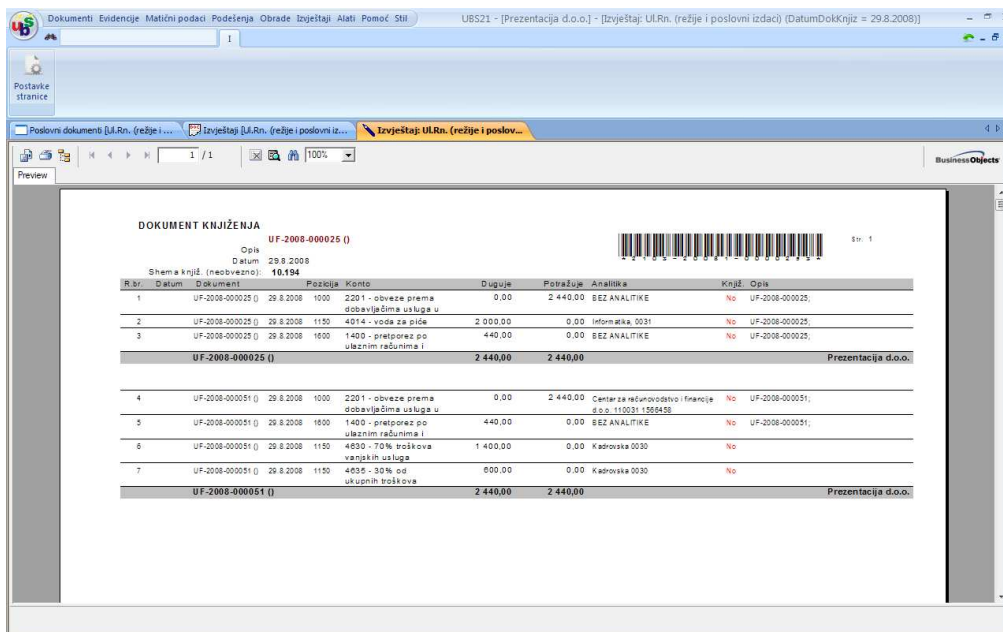 Dokumenti Evidencije Matični podaci Podešenja Obrade Izvještaji Alati Pomoć Stil
UBS21 - [Prezentacija d.o.o.] - [Izvještaj: Ul.Rn. (režije i poslovni izdaci) (DatumDokKnjiz = 29.8.2008)]
ubs
1
Postavke stranice
Poslovni dokumenti [Ul.Rn. (režije i ... Izvještaji [Ul.Rn. (režije i poslovni iz... Izvještaj: Ul.Rn. (režije i poslov...
1 / 1 100%
BusinessObjects
Preview
DOKUMENT KNJIŽENJA
UF-2008-000025 ()
Str. 1
Opis
Datum 29.8.2008
Shema knjiž. (neobvezno): 10.194
R.br. Datum Dokument Pozicija Konto Duguje Potražuje Analitika Knjiž. Opis
1 UF-2008-000025 () 29.8.2008 1000 2201 - obveze prema 0,00 2 440,00 BEZ ANALITIKE No UF-2008-000025;
dobavljačima usluga u
2 UF-2008-000025 () 29.8.2008 1150 4014 - voda za piće 2 000,00 0,00 Informatika, 0031 No UF-2008-000025;
3 UF-2008-000025 () 29.8.2008 1600 1400 - pretporez po 440,00 0,00 BEZ ANALITIKE No UF-2008-000025;
ulaznim računima i
UF-2008-000025 () 2 440,00 2 440,00 Prezentacija d.o.o.
4 UF-2008-000051 () 29.8.2008 1000 2201 - obveze prema 0,00 2 440,00 Centar za računovodstvo i financije No UF-2008-000051;
dobavljačima usluga u d.o.o. 110031 1566458
5 UF-2008-000051 () 29.8.2008 1600 1400 - pretporez po 440,00 0,00 BEZ ANALITIKE No UF-2008-000051;
ulaznim računima i
6 UF-2008-000051 () 29.8.2008 1150 4630 - 70% troškova 1 400,00 0,00 Kadrovska 0030 No
vanjskih usluga
7 UF-2008-000051 () 29.8.2008 1150 4635 - 30% od 600,00 0,00 Kadrovska 0030 No
ukupnih troškova
UF-2008-000051 () 2 440,00 2 440,00 Prezentacija d.o.o.